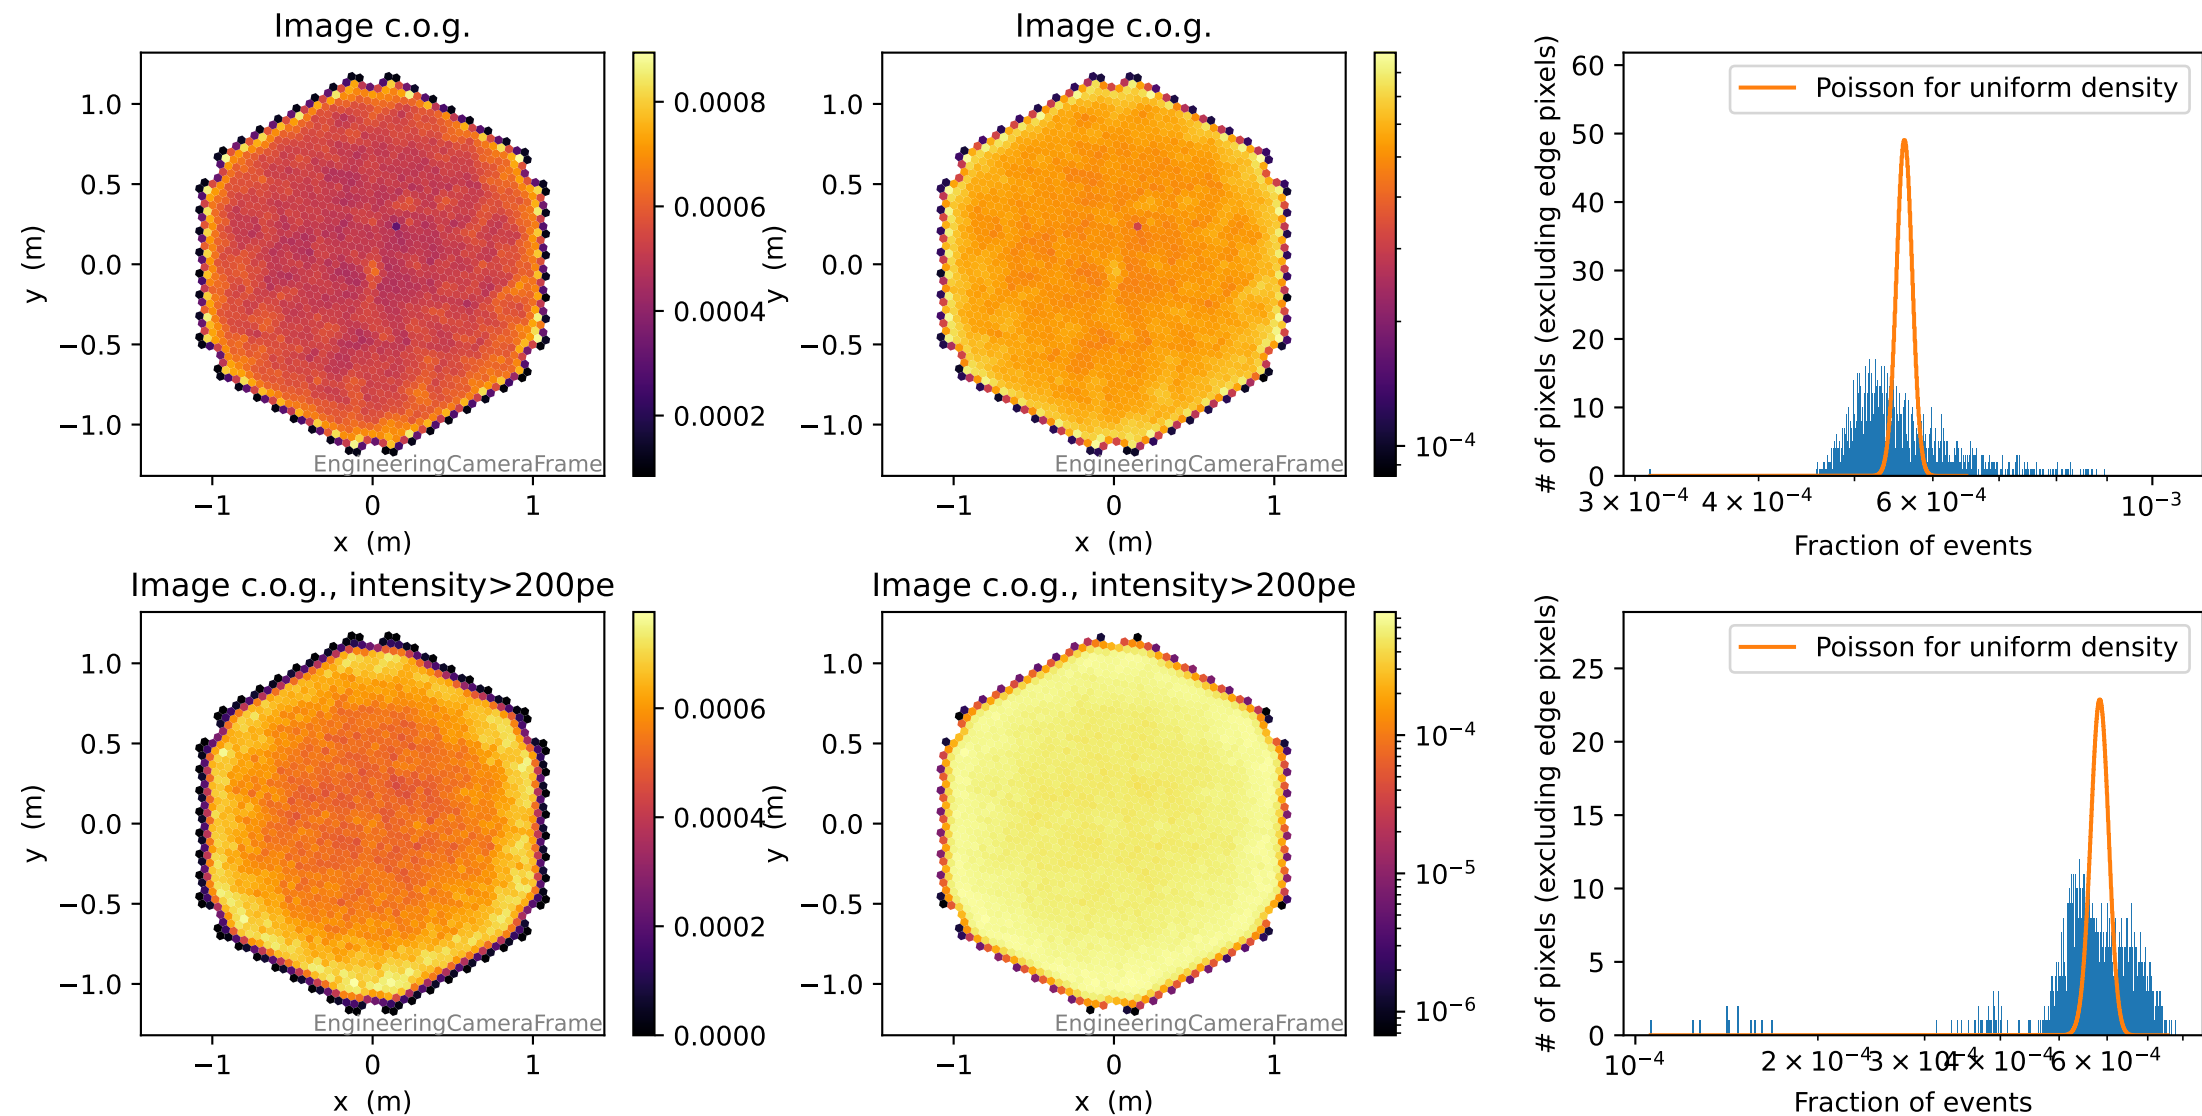 Image c.o.g.
1.0
0.5
0.0
−0.5
−1.0
y (m)
−1 0 1
x (m)
EngineeringCameraFrame
0.0008
0.0006
0.0004
0.0002
Image c.o.g.
1.0
0.5
0.0
−0.5
−1.0
y (m)
−1 0 1
x (m)
EngineeringCameraFrame
10⁻⁴
60
50
40
30
20
10
0
# of pixels (excluding edge pixels)
Poisson for uniform density
3 × 10⁻⁴ 4 × 10⁻⁴ 6 × 10⁻⁴ 10⁻³
Fraction of events
Image c.o.g., intensity>200pe
1.0
0.5
0.0
−0.5
−1.0
y (m)
−1 0 1
x (m)
EngineeringCameraFrame
0.0006
0.0004
0.0002
0.0000
Image c.o.g., intensity>200pe
1.0
0.5
0.0
−0.5
−1.0
y (m)
−1 0 1
x (m)
EngineeringCameraFrame
10⁻⁴
10⁻⁵
10⁻⁶
25
20
15
10
5
0
# of pixels (excluding edge pixels)
Poisson for uniform density
10⁻⁴ 2 × 10⁻⁴ 3 × 10⁻⁴ 4 × 10⁻⁴ 6 × 10⁻⁴
Fraction of events